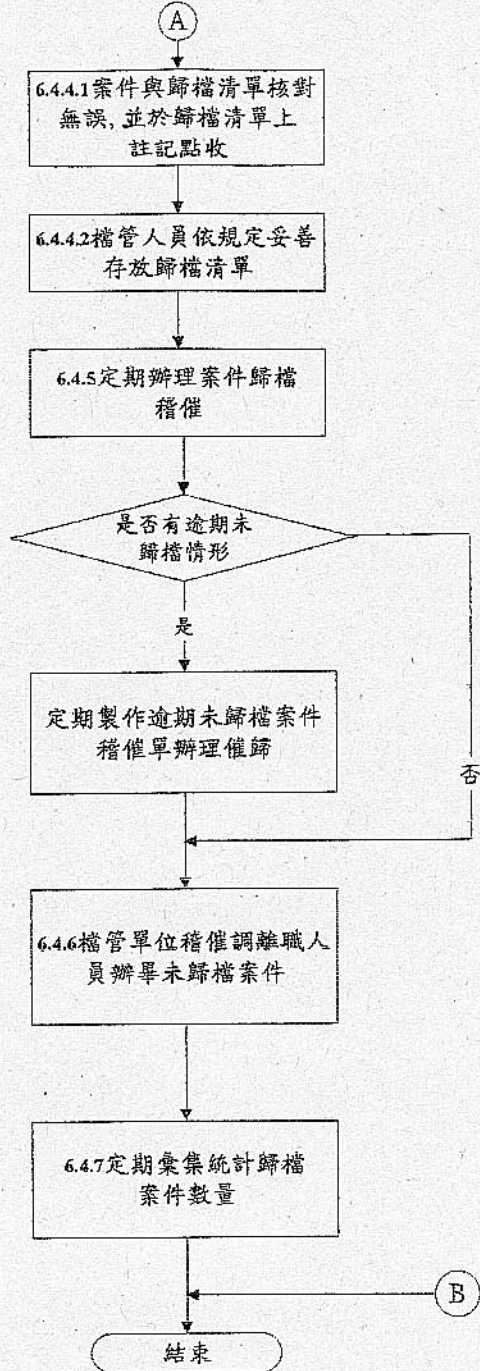 A
6.4.4.1案件與歸檔清單核對
無誤,並於歸檔清單上
註記點收
6.4.4.2檔管人員依規定妥善
存放歸檔清單
6.4.5定期辦理案件歸檔
稽催
是否有逾期未
歸檔情形
是
定期製作逾期未歸檔案件
稽催單辦理催歸
否
6.4.6檔管單位稽催調離職人
員辦畢未歸檔案件
6.4.7定期彙集統計歸檔
案件數量
B
結束